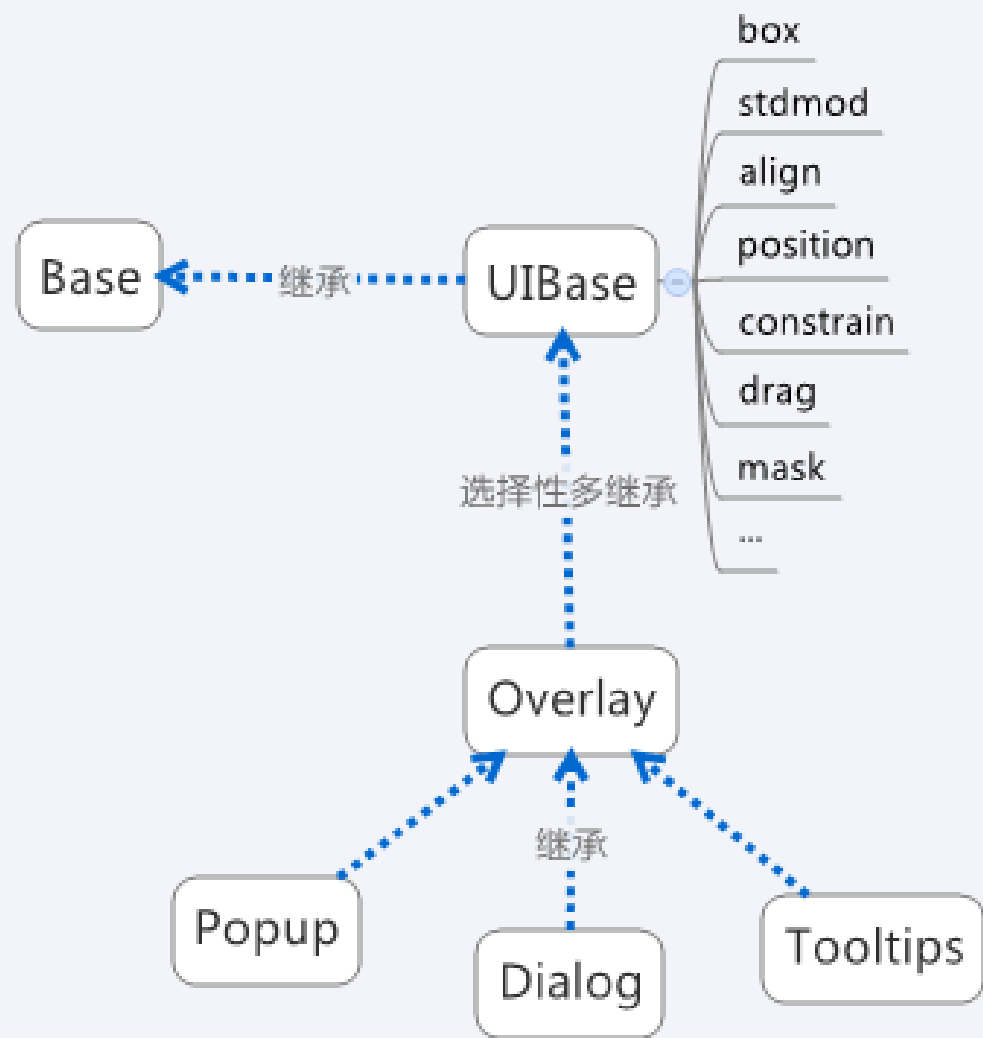 box
stdmod
align
Base
继承
UIBase
position
constrain
drag
mask
选择性多继承
...
Overlay
继承
Popup
Dialog
Tooltips